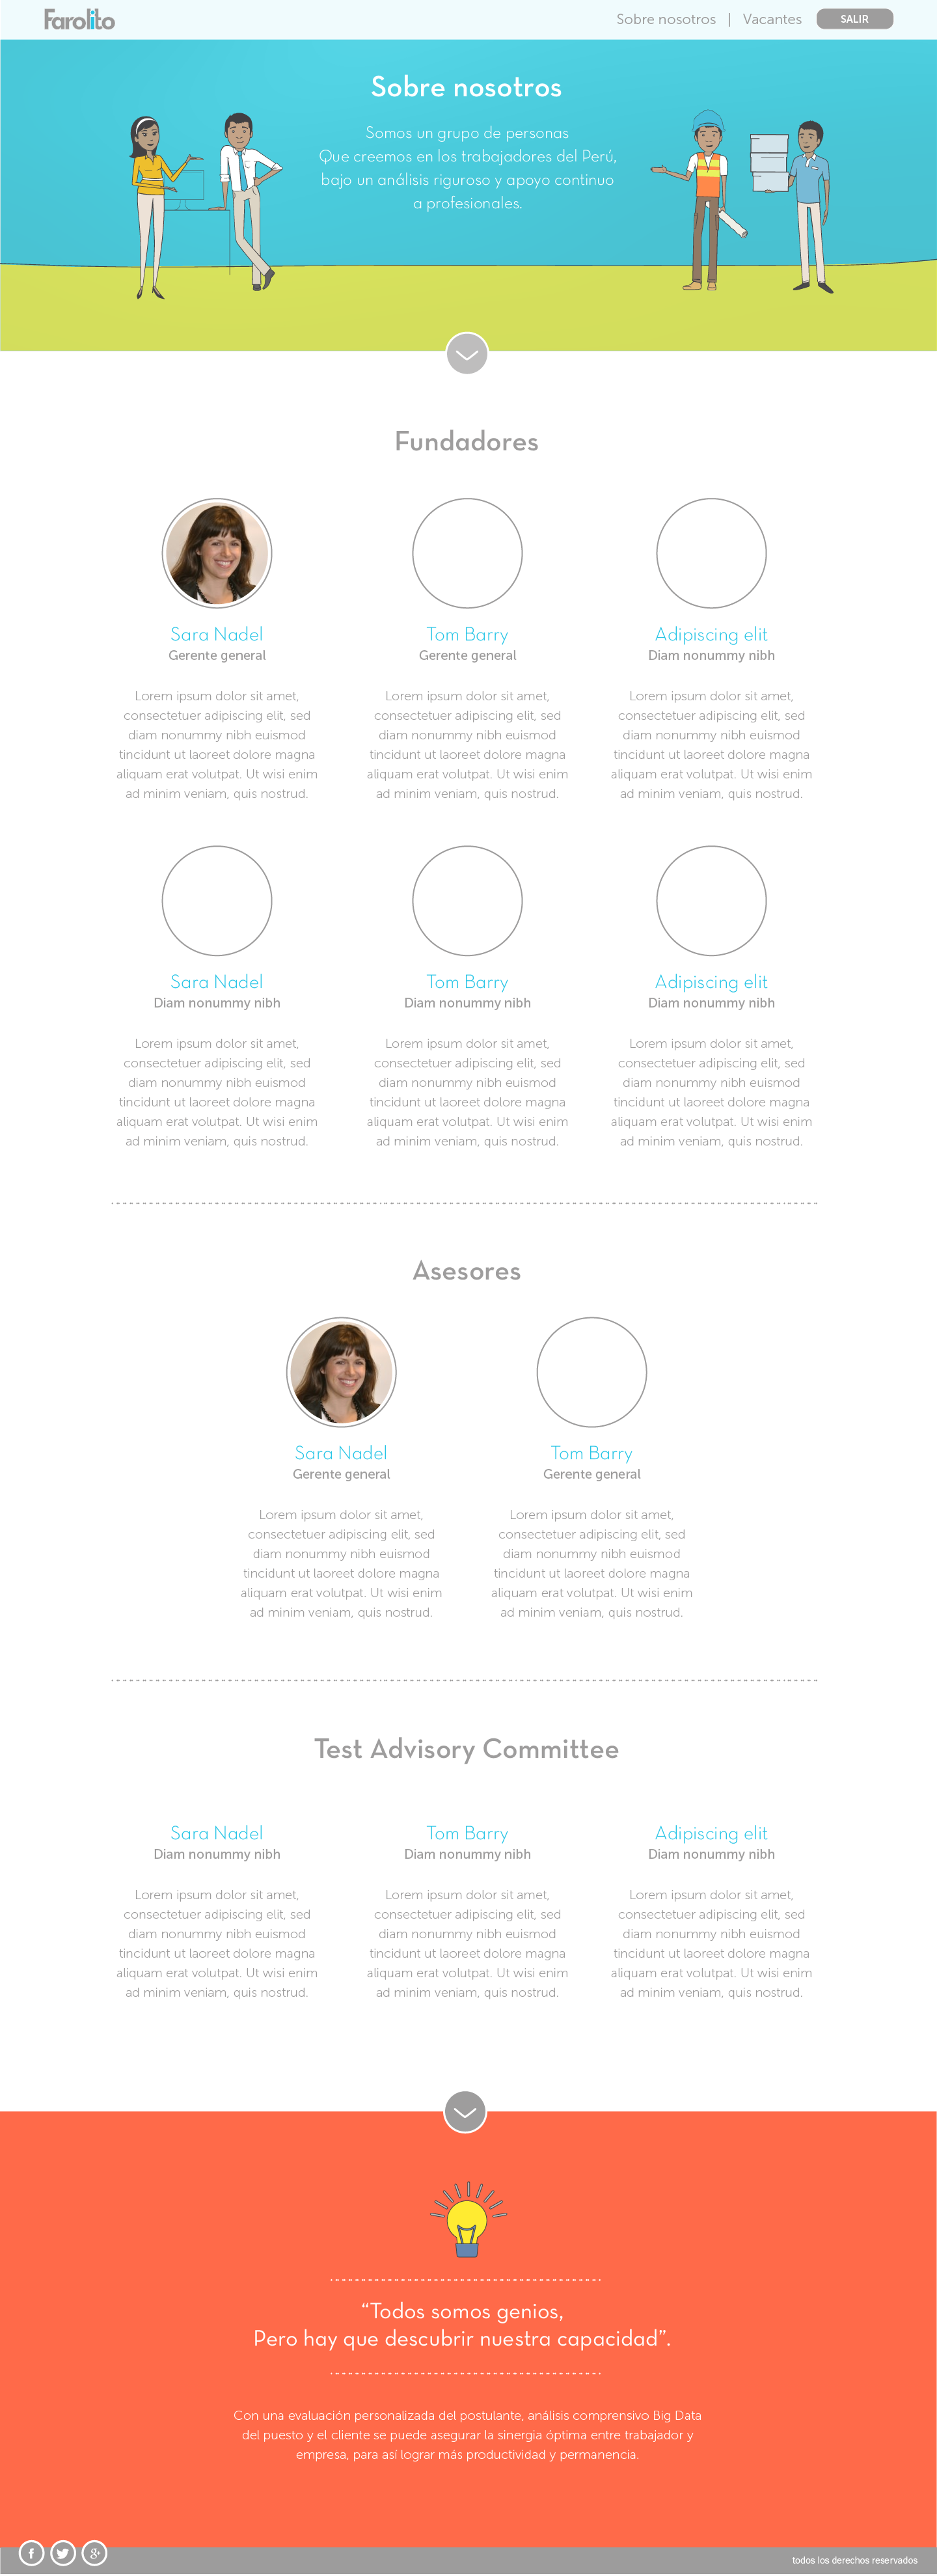 Farolito
Sobre nosotros | Vacantes SALIR
Sobre nosotros
Somos un grupo de personas
Que creemos en los trabajadores del Perú,
bajo un análisis riguroso y apoyo continuo
a profesionales.
Fundadores
Sara Nadel
Gerente general
Lorem ipsum dolor sit amet,
consectetuer adipiscing elit, sed
diam nonummy nibh euismod
tincidunt ut laoreet dolore magna
aliquam erat volutpat. Ut wisi enim
ad minim veniam, quis nostrud.
Tom Barry
Gerente general
Lorem ipsum dolor sit amet,
consectetuer adipiscing elit, sed
diam nonummy nibh euismod
tincidunt ut laoreet dolore magna
aliquam erat volutpat. Ut wisi enim
ad minim veniam, quis nostrud.
Adipiscing elit
Diam nonummy nibh
Lorem ipsum dolor sit amet,
consectetuer adipiscing elit, sed
diam nonummy nibh euismod
tincidunt ut laoreet dolore magna
aliquam erat volutpat. Ut wisi enim
ad minim veniam, quis nostrud.
Sara Nadel
Diam nonummy nibh
Lorem ipsum dolor sit amet,
consectetuer adipiscing elit, sed
diam nonummy nibh euismod
tincidunt ut laoreet dolore magna
aliquam erat volutpat. Ut wisi enim
ad minim veniam, quis nostrud.
Tom Barry
Diam nonummy nibh
Lorem ipsum dolor sit amet,
consectetuer adipiscing elit, sed
diam nonummy nibh euismod
tincidunt ut laoreet dolore magna
aliquam erat volutpat. Ut wisi enim
ad minim veniam, quis nostrud.
Adipiscing elit
Diam nonummy nibh
Lorem ipsum dolor sit amet,
consectetuer adipiscing elit, sed
diam nonummy nibh euismod
tincidunt ut laoreet dolore magna
aliquam erat volutpat. Ut wisi enim
ad minim veniam, quis nostrud.
Asesores
Sara Nadel
Gerente general
Lorem ipsum dolor sit amet,
consectetuer adipiscing elit, sed
diam nonummy nibh euismod
tincidunt ut laoreet dolore magna
aliquam erat volutpat. Ut wisi enim
ad minim veniam, quis nostrud.
Tom Barry
Gerente general
Lorem ipsum dolor sit amet,
consectetuer adipiscing elit, sed
diam nonummy nibh euismod
tincidunt ut laoreet dolore magna
aliquam erat volutpat. Ut wisi enim
ad minim veniam, quis nostrud.
Test Advisory Committee
Sara Nadel
Diam nonummy nibh
Lorem ipsum dolor sit amet,
consectetuer adipiscing elit, sed
diam nonummy nibh euismod
tincidunt ut laoreet dolore magna
aliquam erat volutpat. Ut wisi enim
ad minim veniam, quis nostrud.
Tom Barry
Diam nonummy nibh
Lorem ipsum dolor sit amet,
consectetuer adipiscing elit, sed
diam nonummy nibh euismod
tincidunt ut laoreet dolore magna
aliquam erat volutpat. Ut wisi enim
ad minim veniam, quis nostrud.
Adipiscing elit
Diam nonummy nibh
Lorem ipsum dolor sit amet,
consectetuer adipiscing elit, sed
diam nonummy nibh euismod
tincidunt ut laoreet dolore magna
aliquam erat volutpat. Ut wisi enim
ad minim veniam, quis nostrud.
“Todos somos genios,
Pero hay que descubrir nuestra capacidad”.
Con una evaluación personalizada del postulante, análisis comprensivo Big Data
del puesto y el cliente se puede asegurar la sinergia óptima entre trabajador y
empresa, para así lograr más productividad y permanencia.
todos los derechos reservados